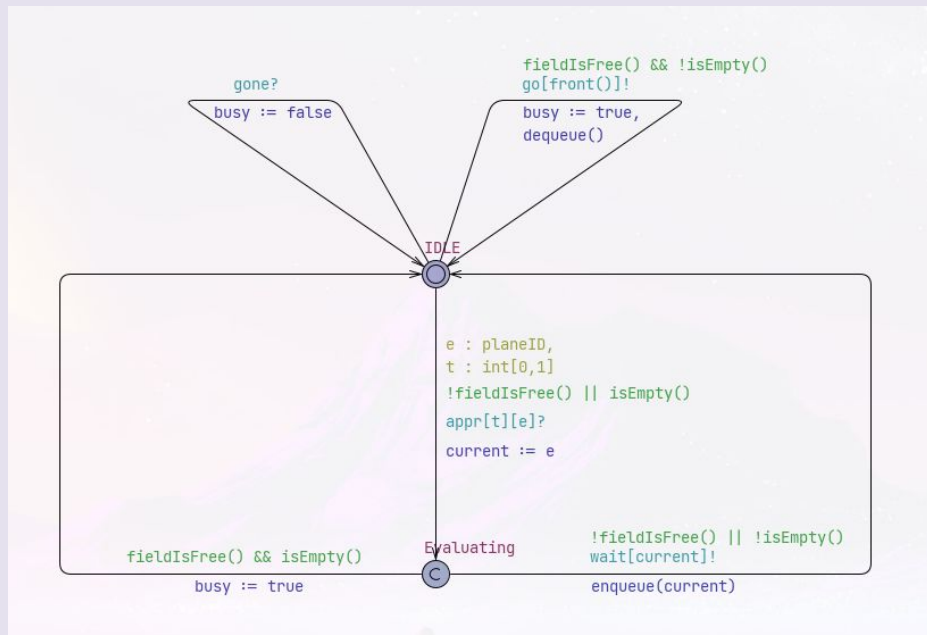 fieldIsFree() && !isEmpty()
gone?
go[front()]!
busy := false
busy := true,
dequeue()
IDLE
e : planeID,
t : int[0,1]
!fieldIsFree() || isEmpty()
appr[t][e]?
current := e
Evaluating
C
fieldIsFree() && isEmpty()
busy := true
!fieldIsFree() || !isEmpty()
wait[current]!
enqueue(current)